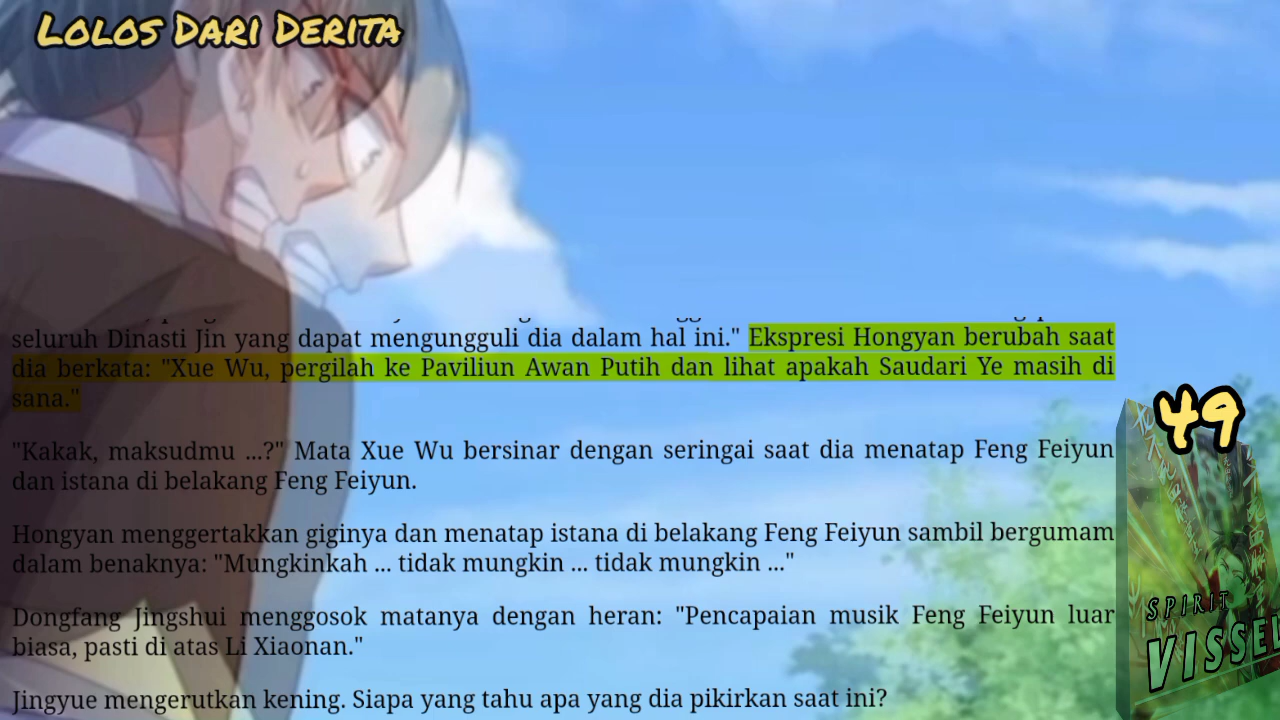 Lolos Dari Derita
seluruh Dinasti Jin yang dapat mengungguli dia dalam hal ini." Ekspresi Hongyan berubah saat
dia berkata: "Xue Wu, pergilah ke Paviliun Awan Putih dan lihat apakah Saudari Ye masih di
sana."
"Kakak, maksudmu ...?" Mata Xue Wu bersinar dengan seringai saat dia menatap Feng Feiyun
dan istana di belakang Feng Feiyun.
Hongyan menggertakkan giginya dan menatap istana di belakang Feng Feiyun sambil bergumam
dalam benaknya: "Mungkinkah ... tidak mungkin ... tidak mungkin ..."
Dongfang Jingshui menggosok matanya dengan heran: "Pencapaian musik Feng Feiyun luar
biasa, pasti di atas Li Xiaonan."
Jingyue mengerutkan kening. Siapa yang tahu apa yang dia pikirkan saat ini?
49
SPIRIT
VISSEL